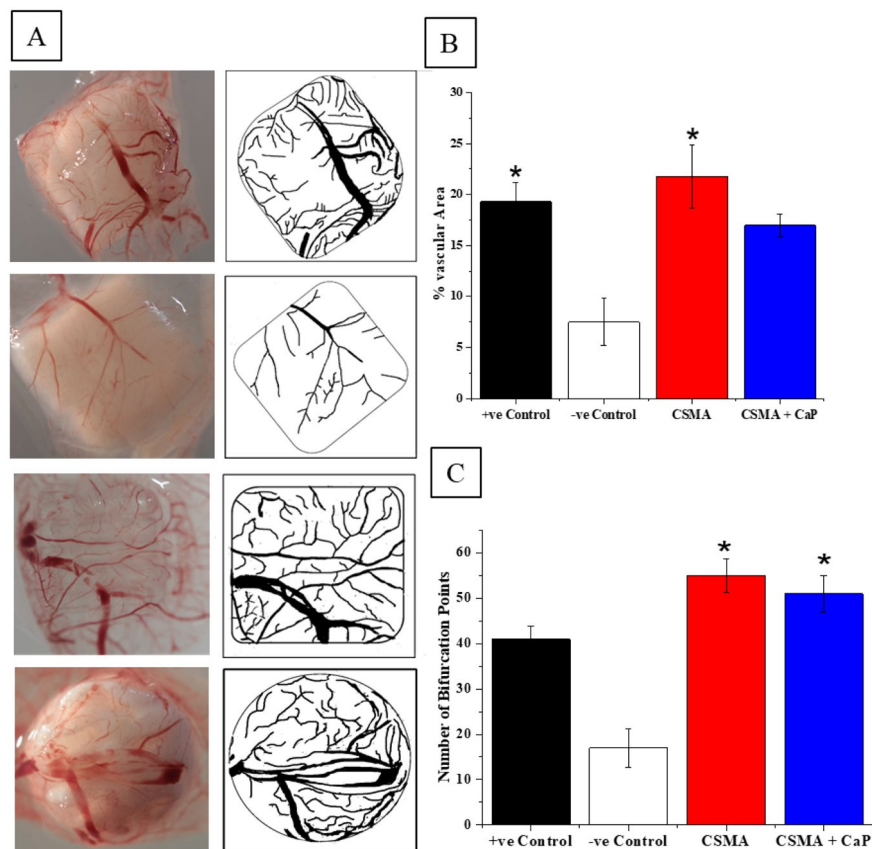 A
B
% vascular Area
30
25
20
15
10
5
0
*
*
+ve Control
-ve Control
CSMA
CSMA + CaP
C
Number of Bifurcation Points
60
50
40
30
20
10
0
*
*
+ve Control
-ve Control
CSMA
CSMA + CaP